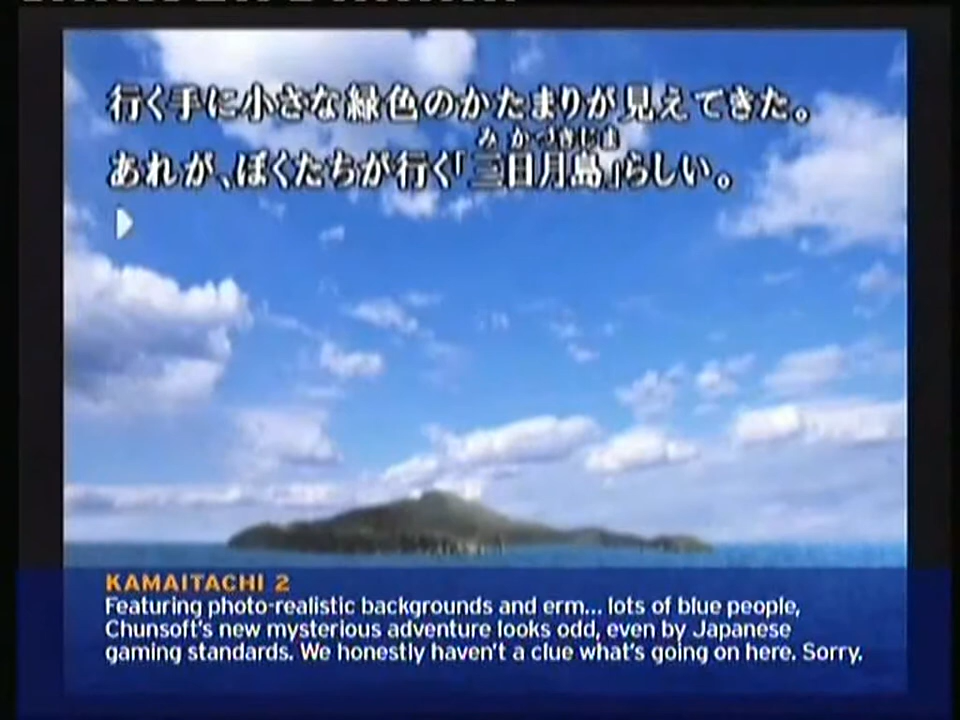 行く手に小さな緑色のかたまりが見えてきた。
みかづきじま
あれが、ぼくたちが行く「三日月島」らしい。
KAMAITACHI 2
Featuring photo-realistic backgrounds and erm... lots of blue people,
Chunsoft's new mysterious adventure looks odd, even by Japanese
gaming standards. We honestly haven't a clue what's going on here. Sorry.